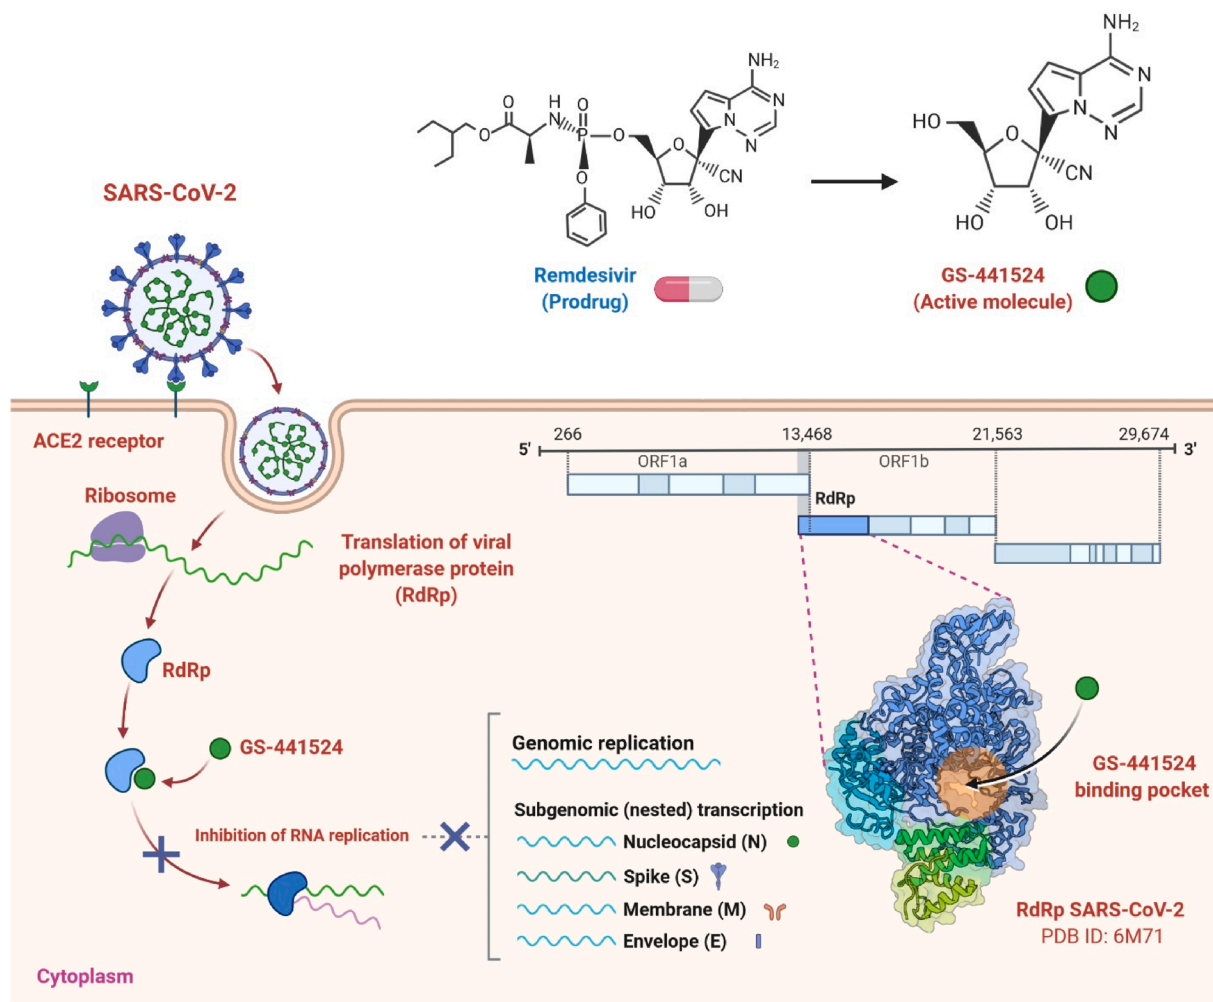 NH₂
N
N
N
O
O
H
N
O
P
O
O
O
CN
HO
OH
Remdesivir
(Prodrug)
NH₂
N
N
N
HO
O
CN
HO
OH
GS-441524
(Active molecule)
SARS-CoV-2
ACE2 receptor
Ribosome
Translation of viral
polymerase protein
(RdRp)
RdRp
GS-441524
Inhibition of RNA replication
Cytoplasm
266
13,468
21,563
29,674
5'
3'
ORF1a
ORF1b
RdRp
Genomic replication
Subgenomic (nested) transcription
Nucleocapsid (N)
Spike (S)
Membrane (M)
Envelope (E)
GS-441524
binding pocket
RdRp SARS-CoV-2
PDB ID: 6M71